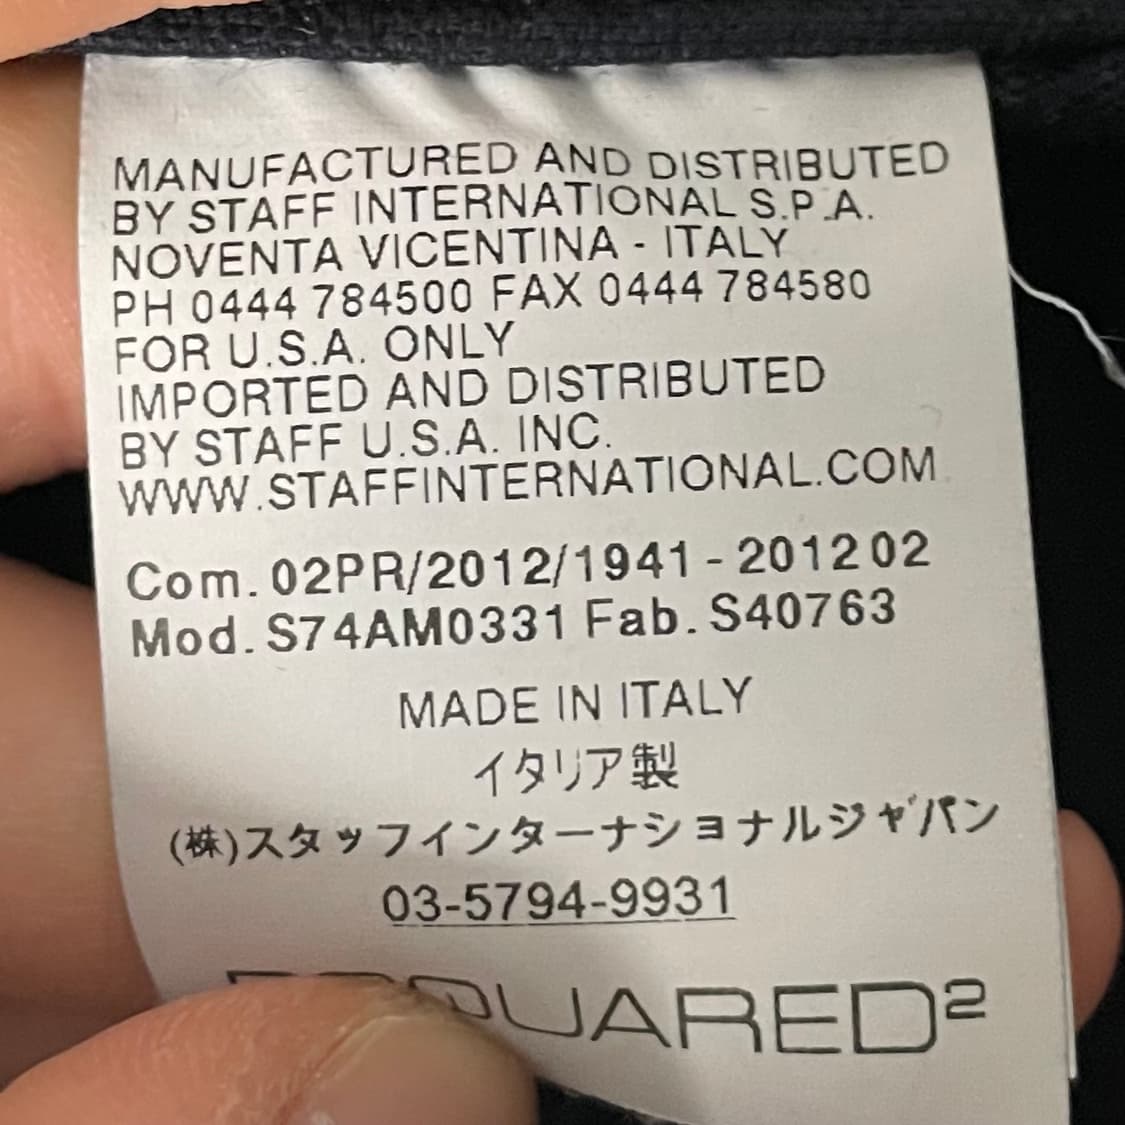 MANUFACTURED AND DISTRIBUTED
BY STAFF INTERNATIONAL S.P.A.
NOVENTA VICENTINA - ITALY
PH 0444 784500 FAX 0444 784580
FOR U.S.A. ONLY
IMPORTED AND DISTRIBUTED
BY STAFF U.S.A. INC.
WWW.STAFFINTERNATIONAL.COM
Com. 02PR/2012/1941 - 201202
Mod. S74AM0331 Fab. S40763
MADE IN ITALY
イタリア製
(株)スタッフインターナショナルジャパン
03-5794-9931